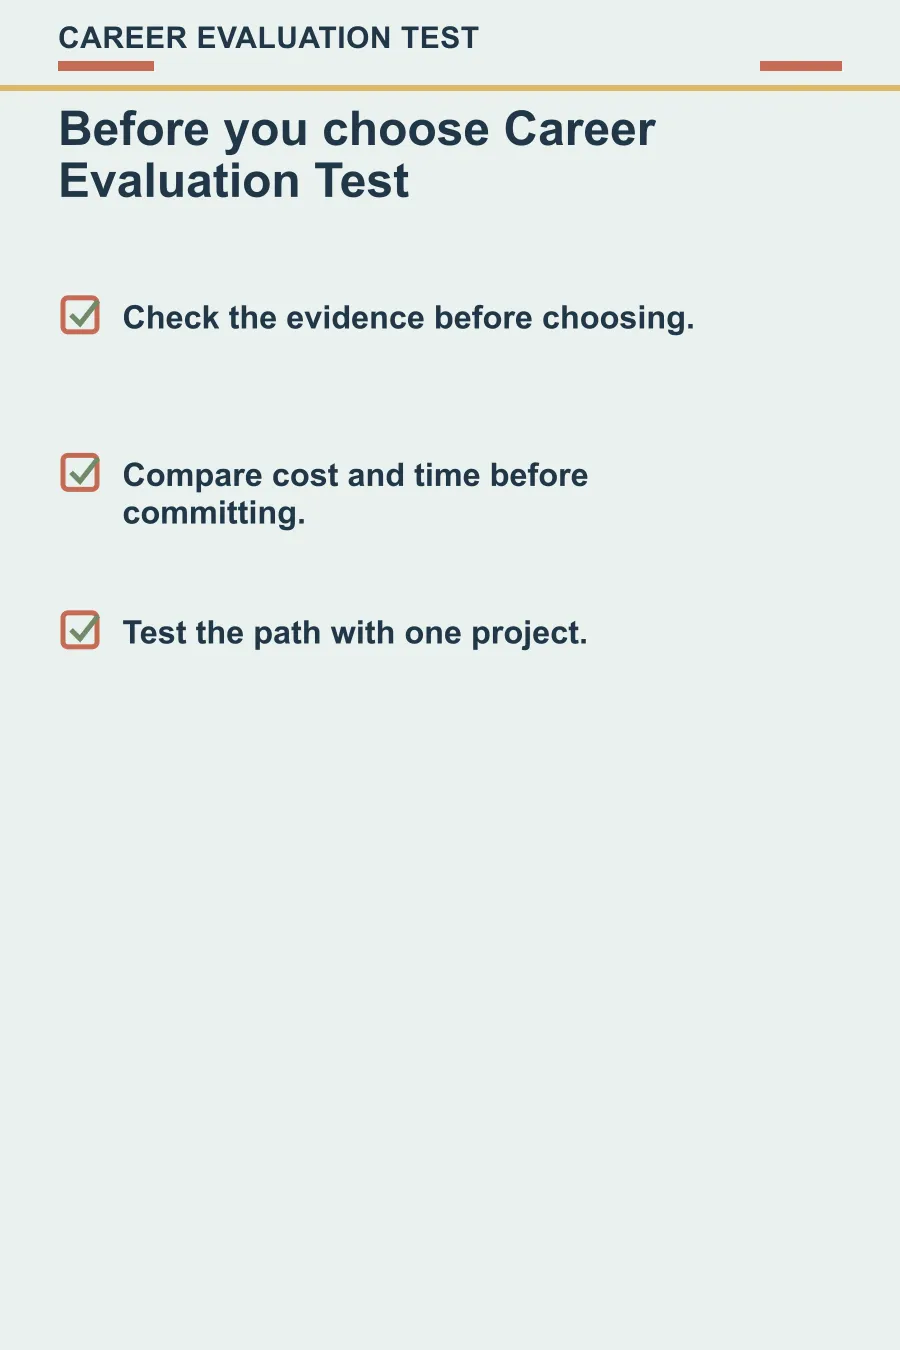 CAREER EVALUATION TEST
Before you choose Career
Evaluation Test
Check the evidence before choosing.
Compare cost and time before
committing.
Test the path with one project.